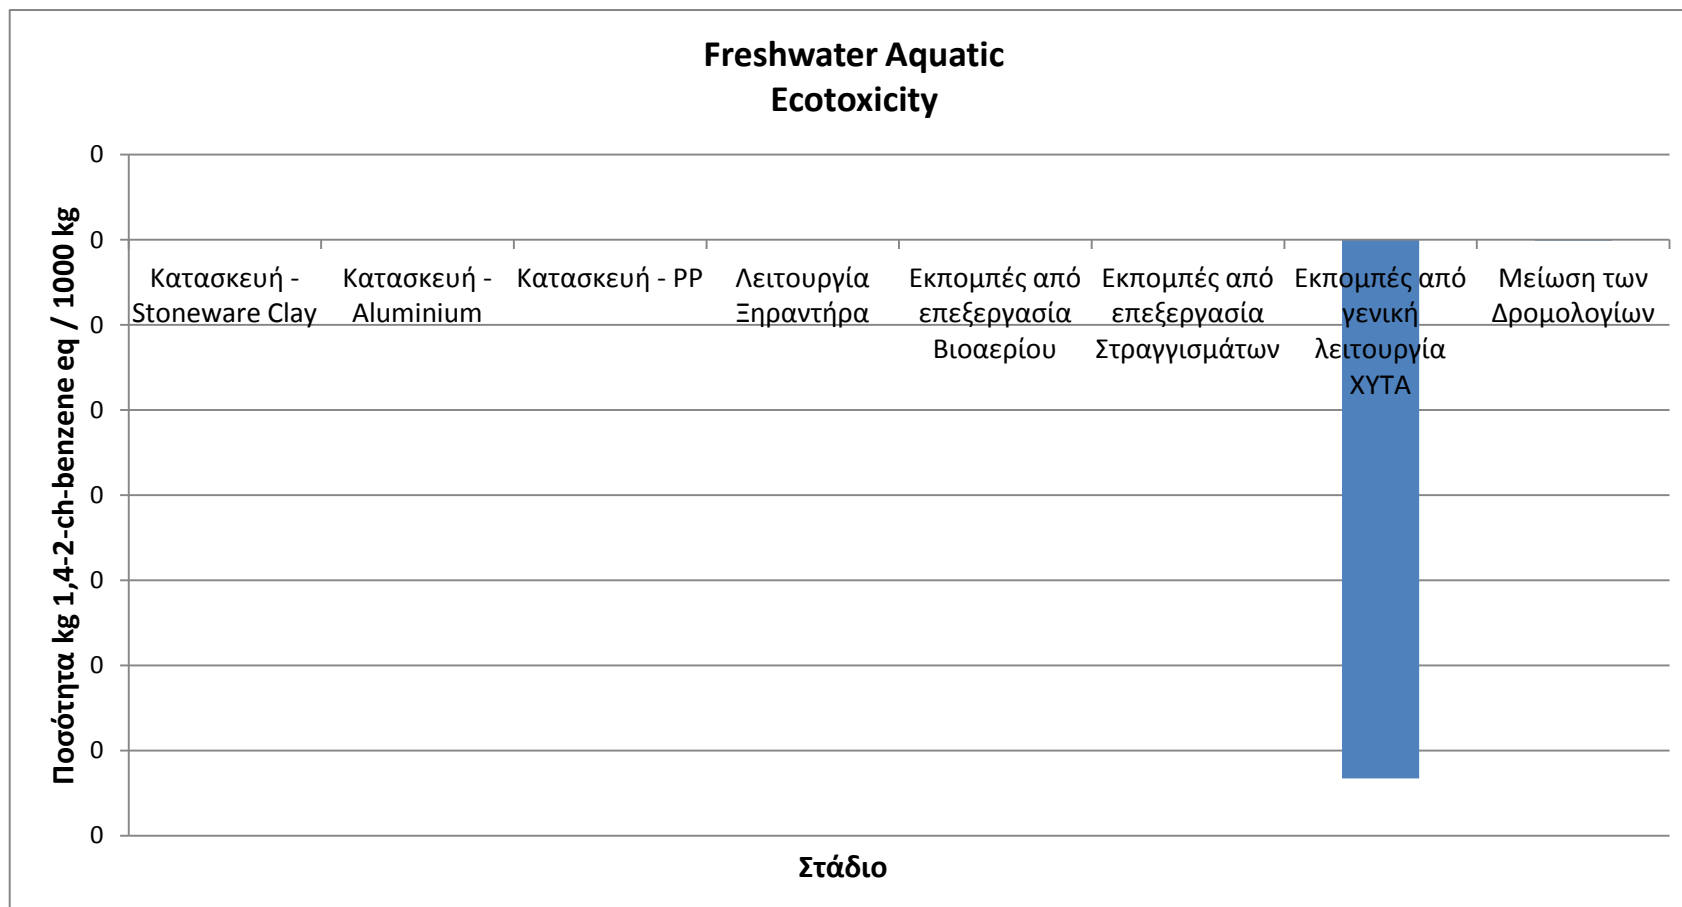 Freshwater Aquatic
Ecotoxicity
Ποσότητα kg 1,4-2-ch-benzene eq / 1000 kg
0
0
0
0
0
0
0
0
0
Κατασκευή -
Stoneware Clay
Κατασκευή -
Aluminium
Κατασκευή - PP
Λειτουργία
Ξηραντήρα
Εκπομπές από
επεξεργασία
Βιοαερίου
Εκπομπές από
επεξεργασία
Στραγγισμάτων
Εκπομπές από
γενική
λειτουργία
ΧΥΤΑ
Μείωση των
Δρομολογίων
Στάδιο